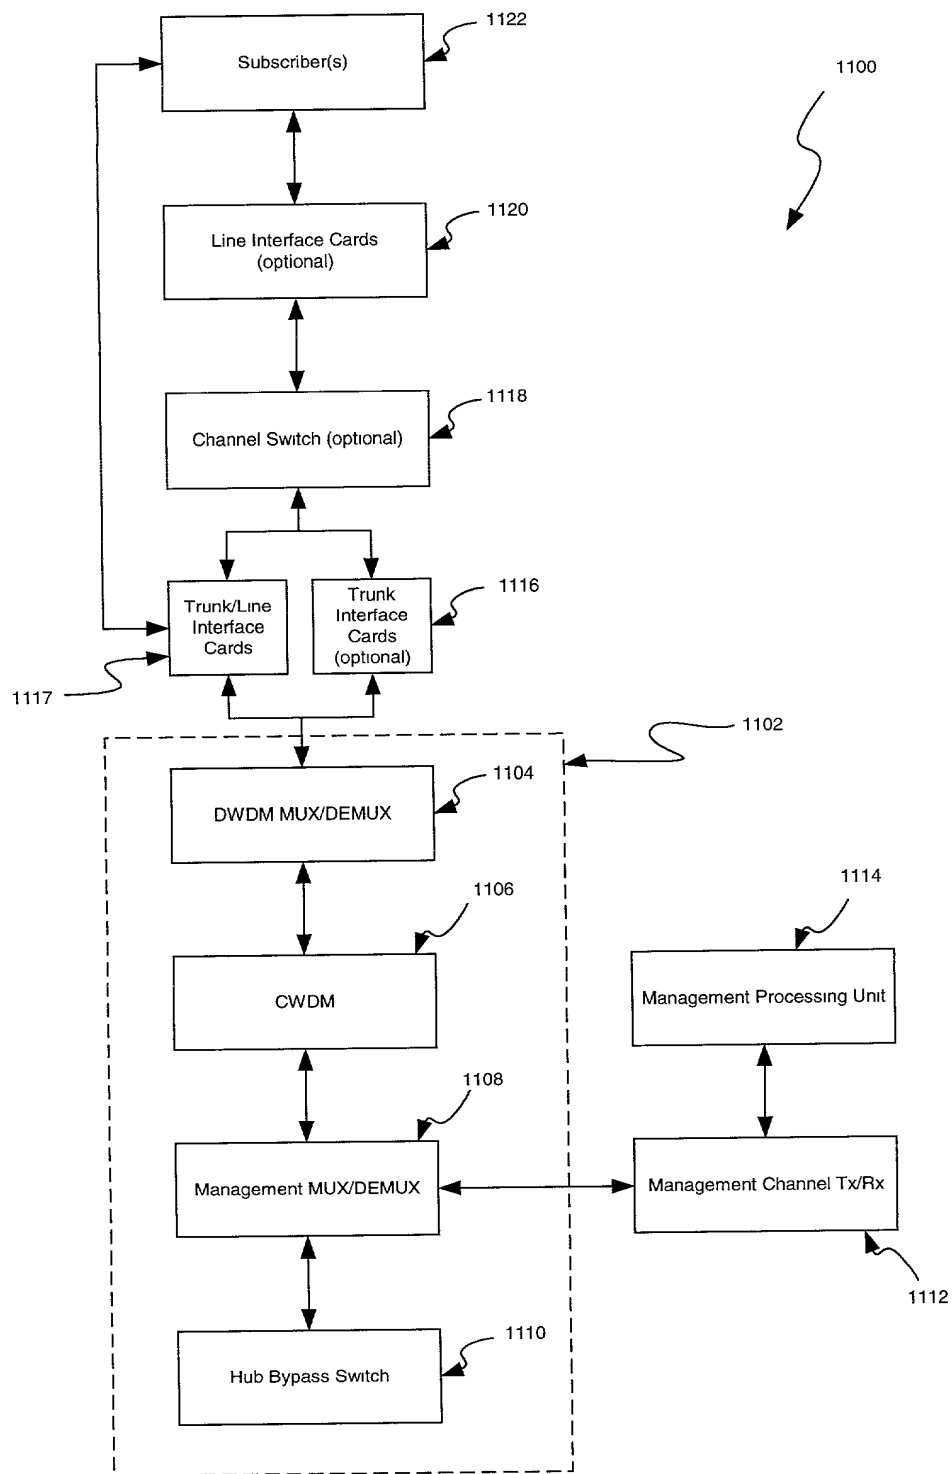 1122
Subscriber(s)
1100
1120
Line Interface Cards
(optional)
1118
Channel Switch (optional)
1116
Trunk/Line
Interface
Cards
Trunk
Interface
Cards
(optional)
1117
1102
1104
DWDM MUX/DEMUX
1106
1114
CWDM
Management Processing Unit
1108
Management MUX/DEMUX
Management Channel Tx/Rx
1112
1110
Hub Bypass Switch